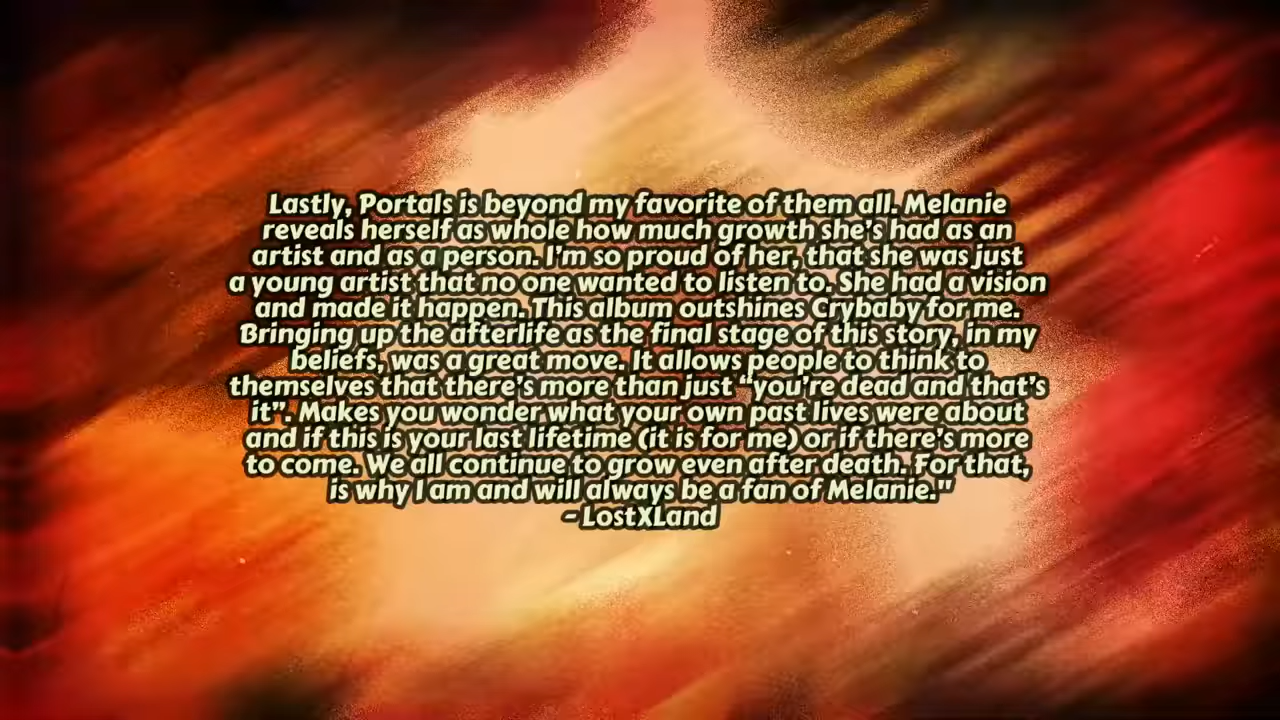 Lastly, Portals is beyond my favorite of them all. Melanie
reveals herself as whole how much growth she's had as an
artist and as a person. I'm so proud of her, that she was just
a young artist that no one wanted to listen to. She had a vision
and made it happen. This album outshines Crybaby for me.
Bringing up the afterlife as the final stage of this story, in my
beliefs, was a great move. It allows people to think to
themselves that there's more than just “you're dead and that's
it”. Makes you wonder what your own past lives were about
and if this is your last lifetime (it is for me) or if there's more
to come. We all continue to grow even after death. For that,
is why I am and will always be a fan of Melanie."
- LostXLand